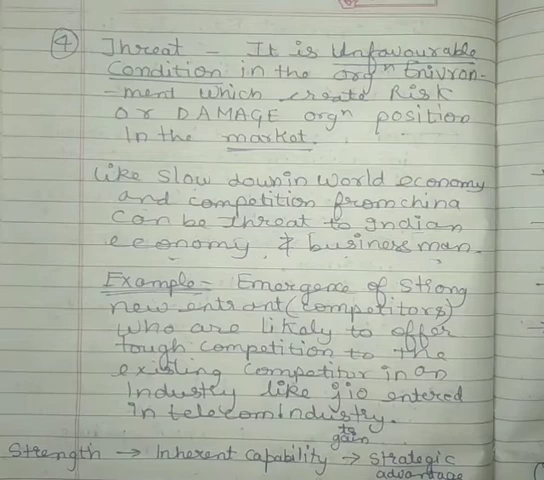 ④ Threat - It is Unfavourable
Condition in the orgⁿ Enivron-
-ment which create Risk
or DAMAGE orgⁿ position
In the market.
like slow down in world economy
and competition from china
can be threat to Indian
economy & business man.
Example:- Emergence of strong
new entrant (competitors)
who are likely to offer
tough competition to the
existing competitur in an
Industry like jio entered
in telecom Industry.
Strength → Inherent capability → to gain strategic
advantage